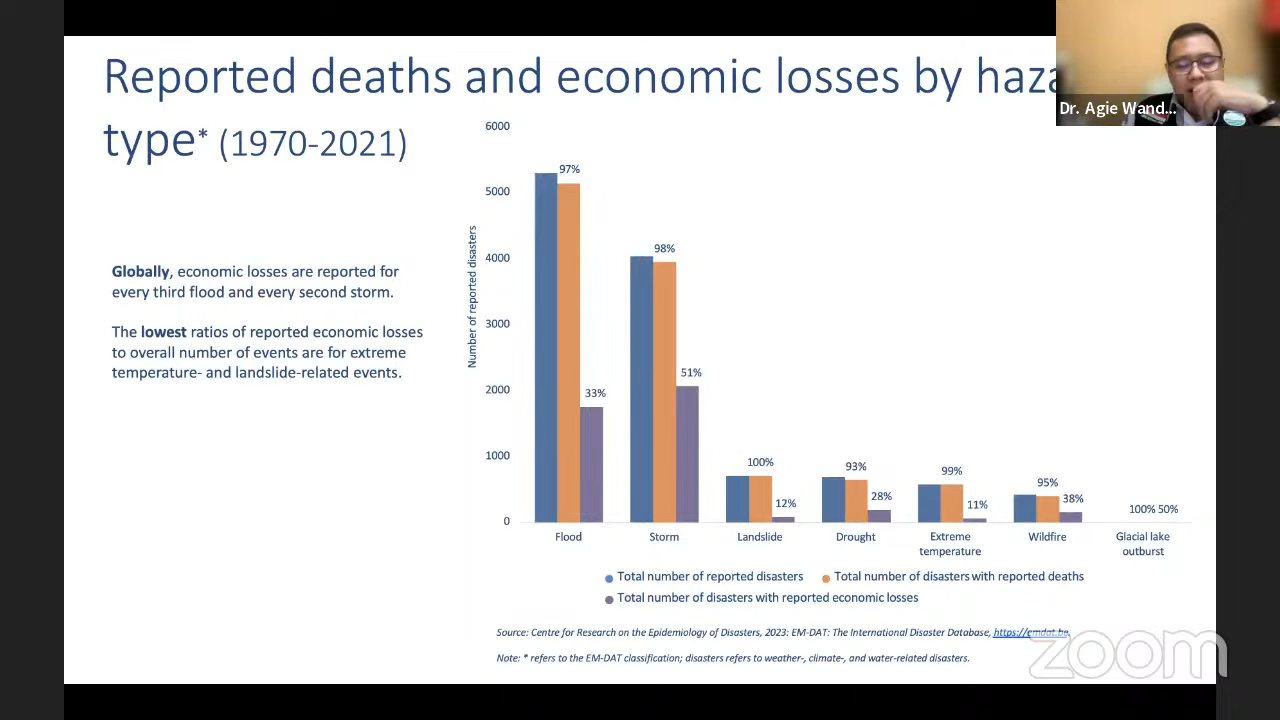 Reported deaths and economic losses by
type* (1970-2021)
Dr. Agie Wand...
Globally, economic losses are reported for
every third flood and every second storm.
The lowest ratios of reported economic losses
to overall number of events are for extreme
temperature- and landslide-related events.
Number of reported disasters
6000
5000
4000
3000
2000
1000
0
97%
33%
98%
51%
100%
12%
93%
28%
99%
11%
95%
38%
100% 50%
Flood
Storm
Landslide
Drought
Extreme
temperature
Wildfire
Glacial lake
outburst
Total number of reported disasters
Total number of disasters with reported deaths
Total number of disasters with reported economic losses
Source: Centre for Research on the Epidemiology of Disasters, 2023: EM-DAT: The International Disaster Database, https://emdat.be.
Note: * refers to the EM-DAT classification; disasters refers to weather-, climate-, and water-related disasters.
zoom